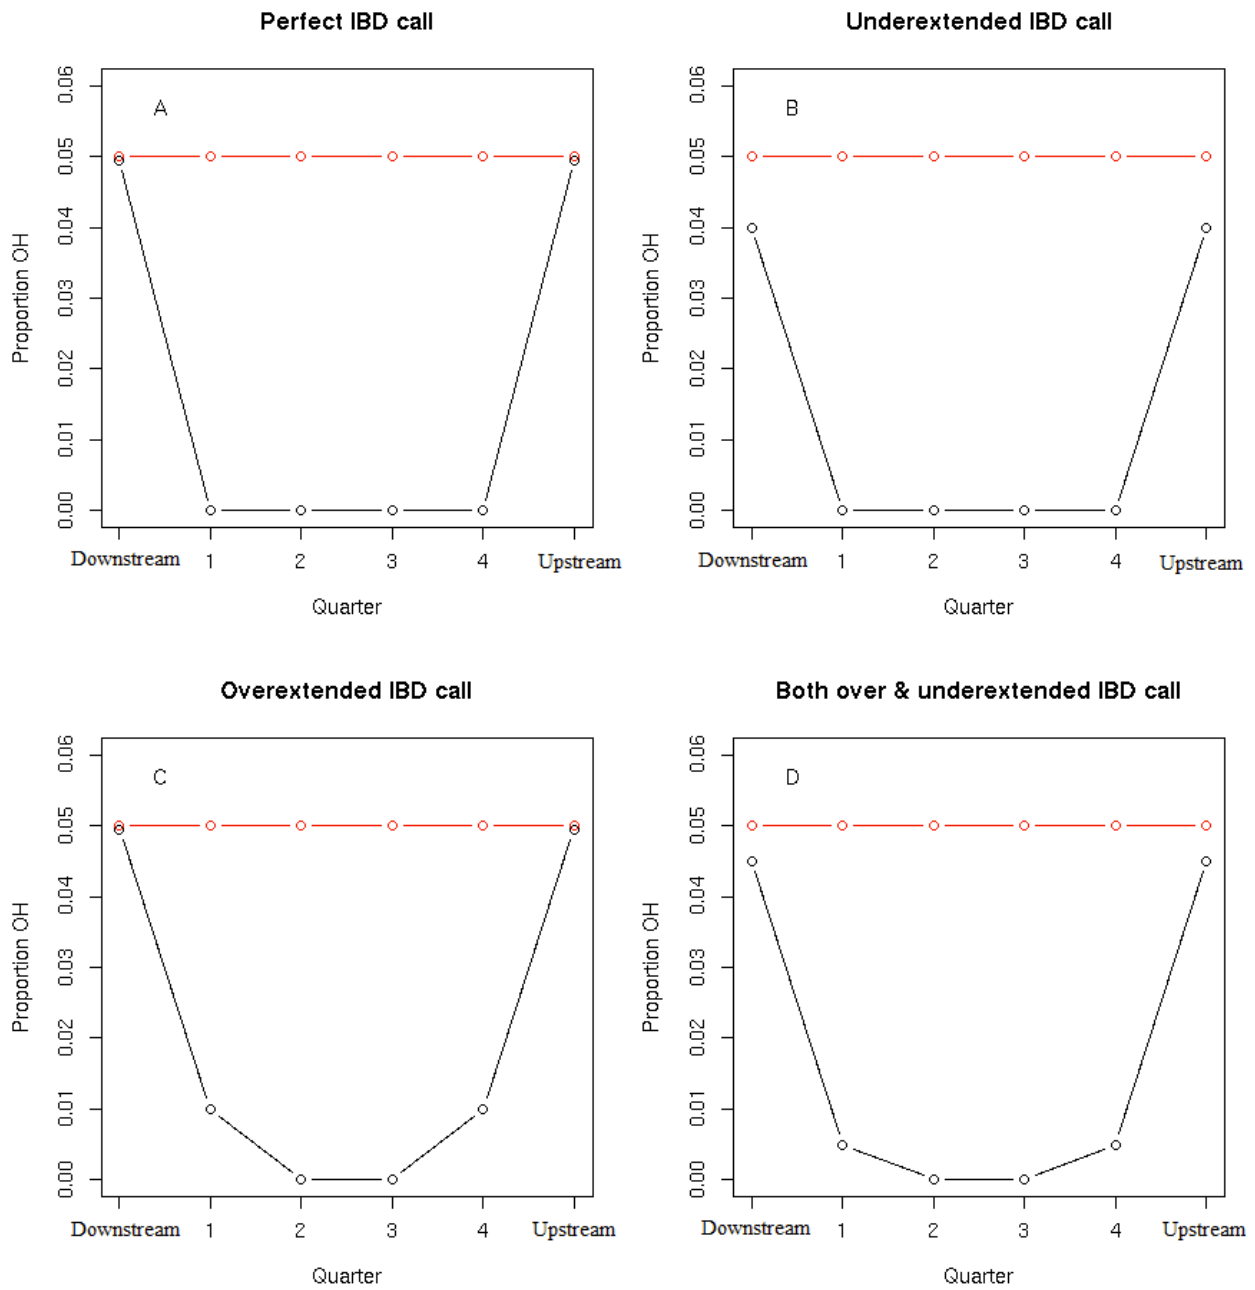 Perfect IBD call
A
Proportion OH
0.00 0.01 0.02 0.03 0.04 0.05 0.06
Downstream 1 2 3 4 Upstream
Quarter
Underextended IBD call
B
Proportion OH
0.00 0.01 0.02 0.03 0.04 0.05 0.06
Downstream 1 2 3 4 Upstream
Quarter
Overextended IBD call
C
Proportion OH
0.00 0.01 0.02 0.03 0.04 0.05 0.06
Downstream 1 2 3 4 Upstream
Quarter
Both over & underextended IBD call
D
Proportion OH
0.00 0.01 0.02 0.03 0.04 0.05 0.06
Downstream 1 2 3 4 Upstream
Quarter